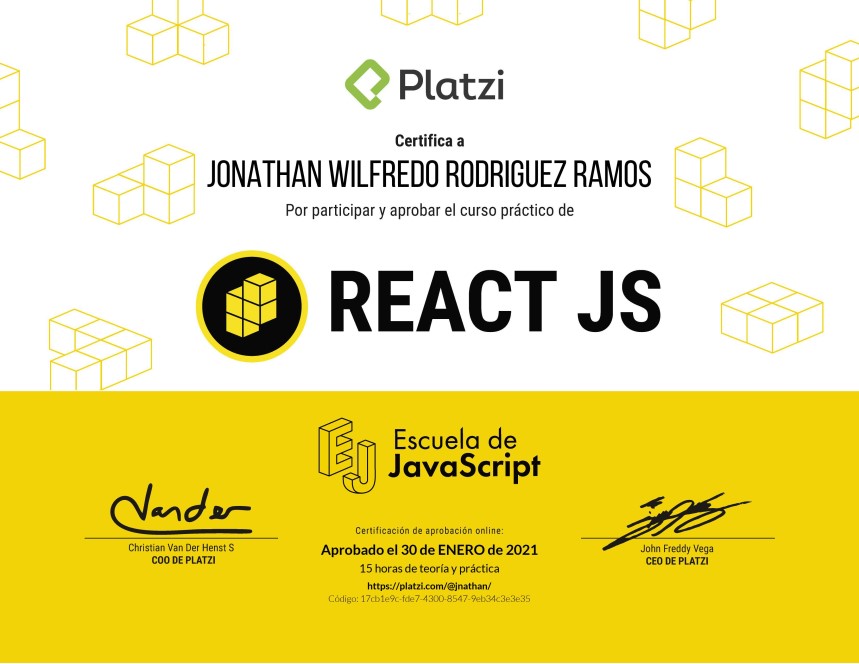 Platzi
Certifica a
JONATHAN WILFREDO RODRIGUEZ RAMOS
Por participar y aprobar el curso práctico de
REACT JS
EJ
Escuela de
JavaScript
Vander
Christian Van Der Henst S
COO DE PLATZI
Certificación de aprobación online:
Aprobado el 30 de ENERO de 2021
15 horas de teoría y práctica
https://platzi.com/@jnathan/
Código: 17cb1e9c-fde7-4300-8547-9eb34c3e3e35
John Freddy Vega
CEO DE PLATZI